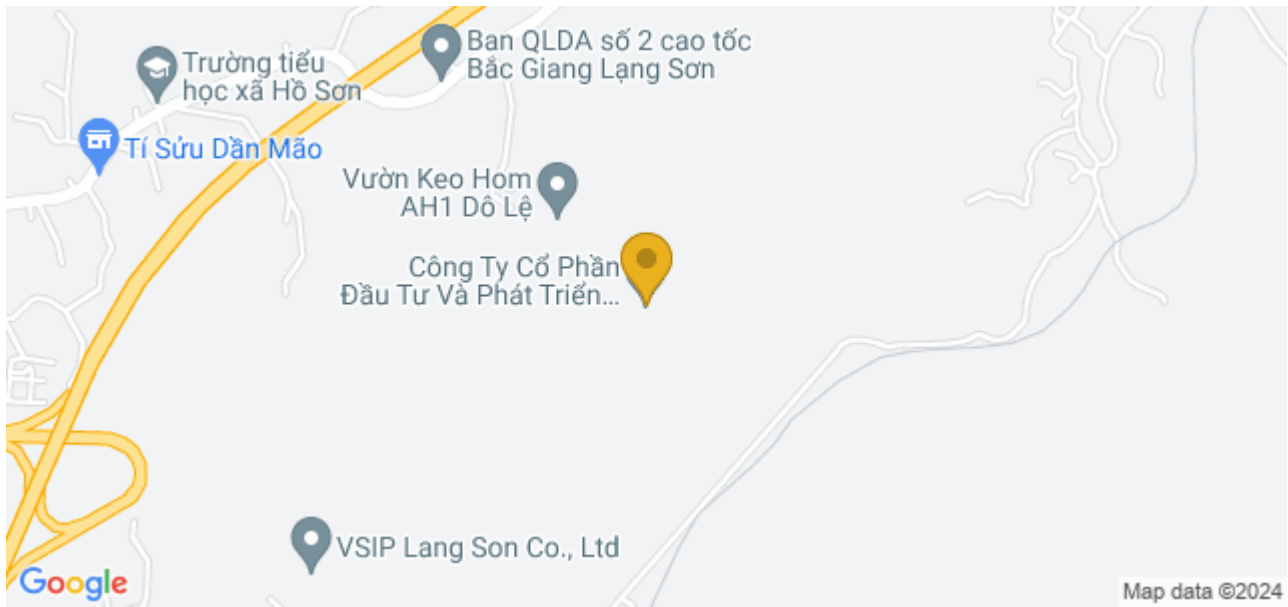 Ban QLDA số 2 cao tốc
Bắc Giang Lạng Sơn
Trường tiểu
học xã Hồ Sơn
Tí Sửu Dần Mão
Vườn Keo Hom
AH1 Dô Lệ
Công Ty Cổ Phần
Đầu Tư Và Phát Triển...
VSIP Lang Son Co., Ltd
Google
Map data ©2024